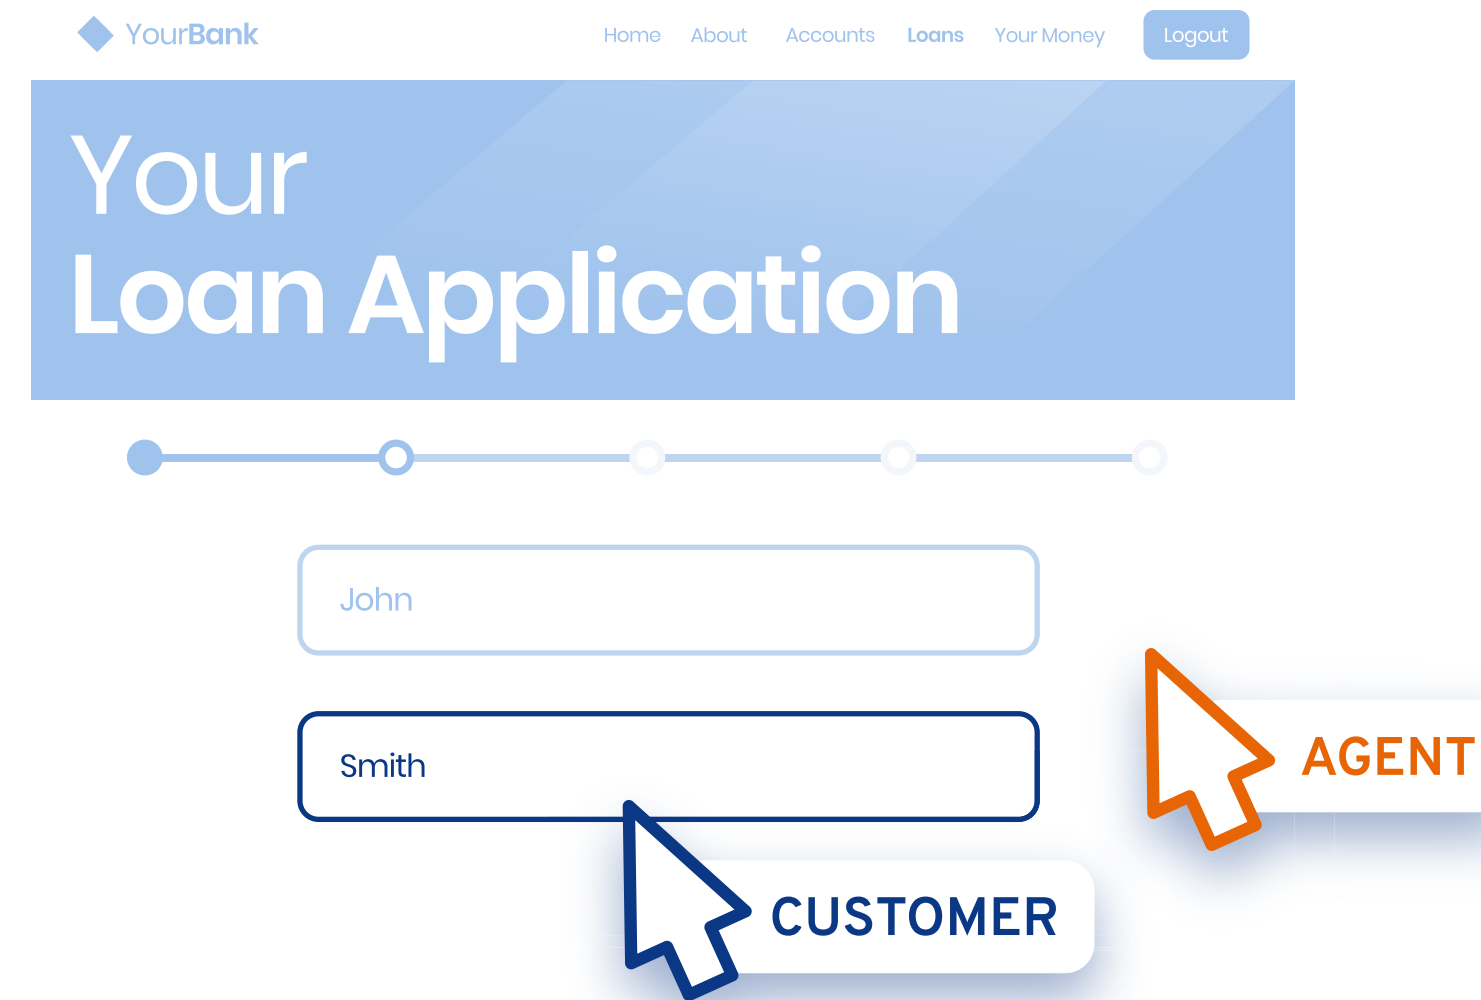 YourBank
Home About Accounts Loans Your Money Logout
Your
Loan Application
John
Smith
AGENT
CUSTOMER